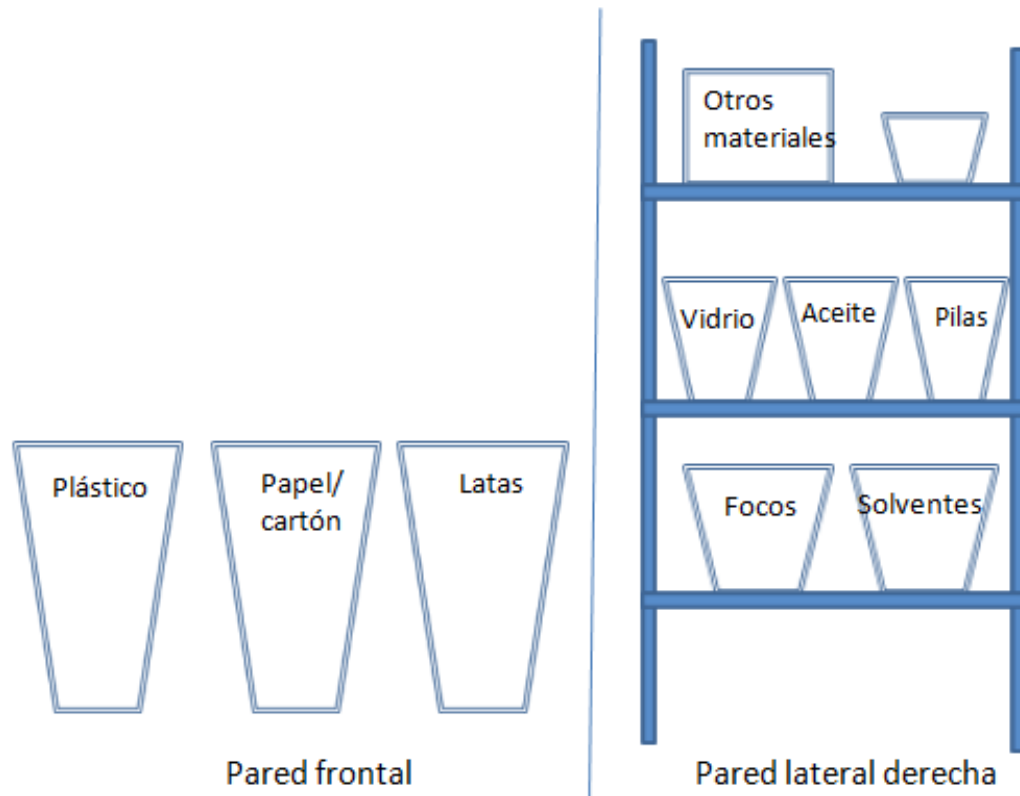 Plástico
Papel/
cartón
Latas
Pared frontal
Otros
materiales
Vidrio
Aceite
Pilas
Focos
Solventes
Pared lateral derecha